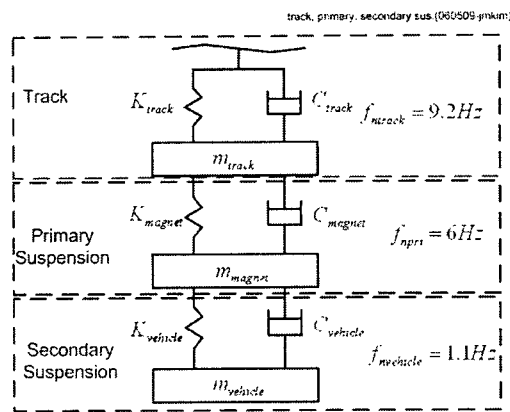 track, primary, secondary sus.(060509-jmkim)
Track
K_track
C_track
f_ntrack = 9.2Hz
m_track
Primary
Suspension
K_magnet
C_magnet
f_npri = 6Hz
m_magnet
Secondary
Suspension
K_vehicle
C_vehicle
f_nvehicle = 1.1Hz
m_vehicle